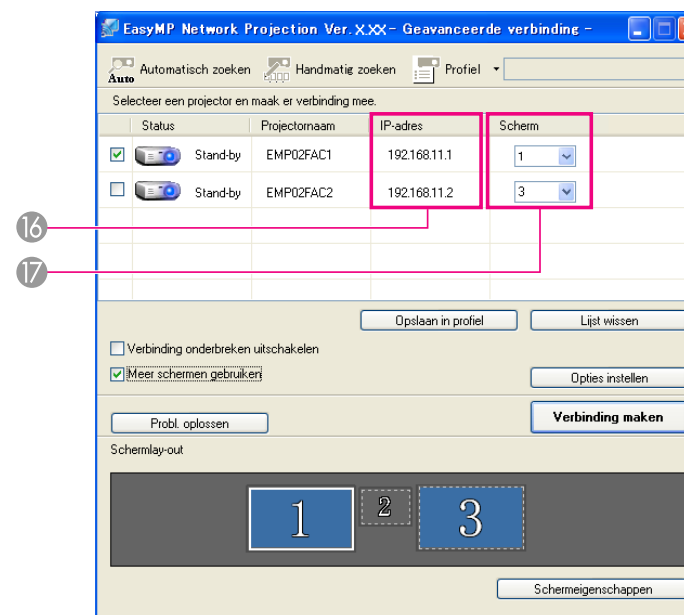 EasyMP Network Projection Ver. X.XX - Geavanceerde verbinding -
Auto Automatisch zoeken Handmatig zoeken Profiel
Selecteer een projector en maak er verbinding mee.
Status Projectornaam IP-adres Scherm
Stand-by EMP02FAC1 192.168.11.1 1
Stand-by EMP02FAC2 192.168.11.2 3
16
17
Opslaan in profiel Lijst wissen
Verbinding onderbreken uitschakelen
Meer schermen gebruiken
Opties instellen
Probl. oplossen Verbinding maken
Schermlay-out
1 2 3
Schermeigenschappen